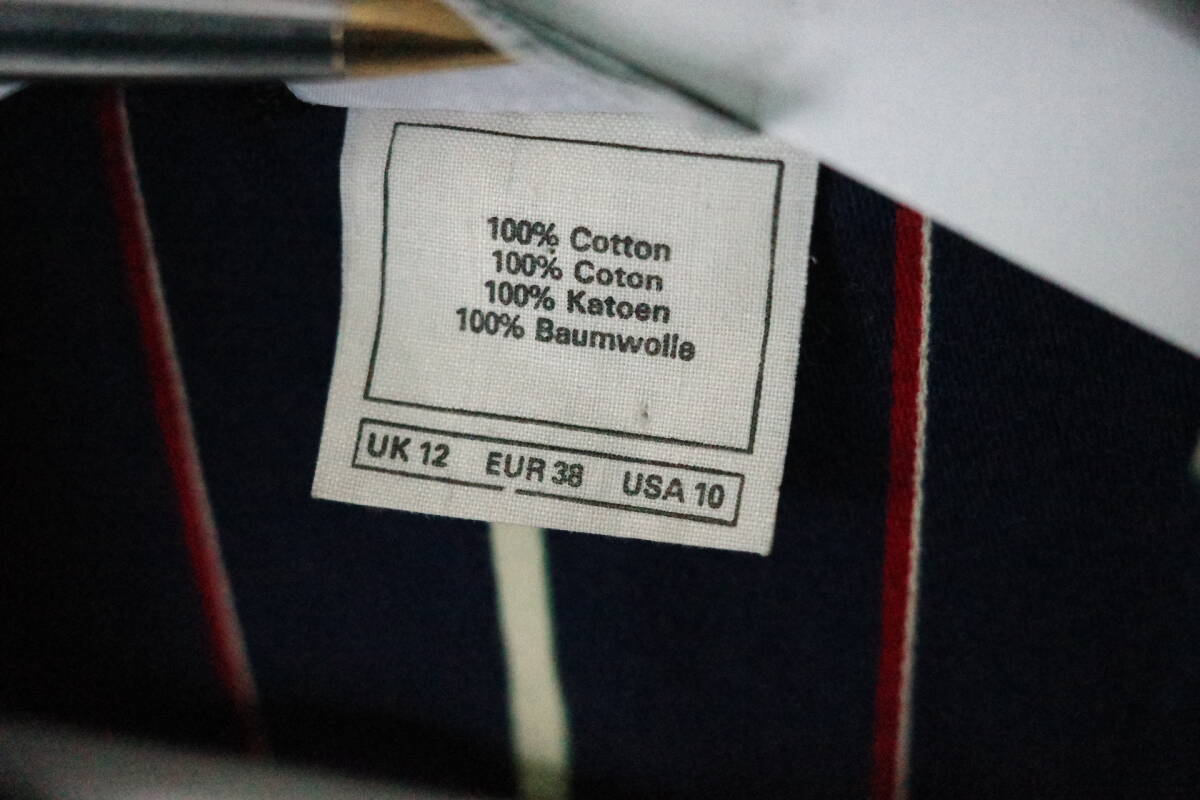 100% Cotton
100% Coton
100% Katoen
100% Baumwolle
UK 12 EUR 38 USA 10